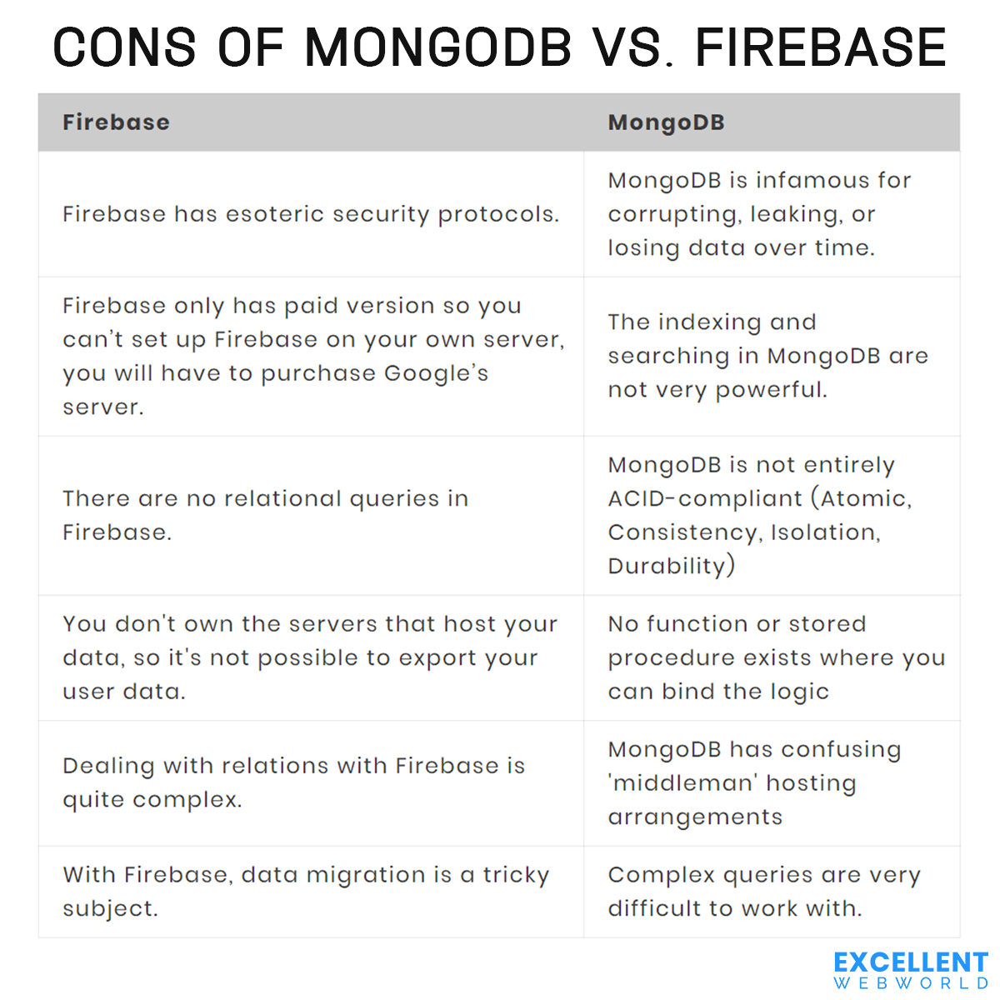 CONS OF MONGODB VS. FIREBASE
Firebase
MongoDB
Firebase has esoteric security protocols.
MongoDB is infamous for
corrupting, leaking, or
losing data over time.
Firebase only has paid version so you
can’t set up Firebase on your own server,
you will have to purchase Google’s
server.
The indexing and
searching in MongoDB are
not very powerful.
There are no relational queries in
Firebase.
MongoDB is not entirely
ACID-compliant (Atomic,
Consistency, Isolation,
Durability)
You don't own the servers that host your
data, so it's not possible to export your
user data.
No function or stored
procedure exists where you
can bind the logic
Dealing with relations with Firebase is
quite complex.
MongoDB has confusing
'middleman' hosting
arrangements
With Firebase, data migration is a tricky
subject.
Complex queries are very
difficult to work with.
EXCELLENT
WEBWORLD